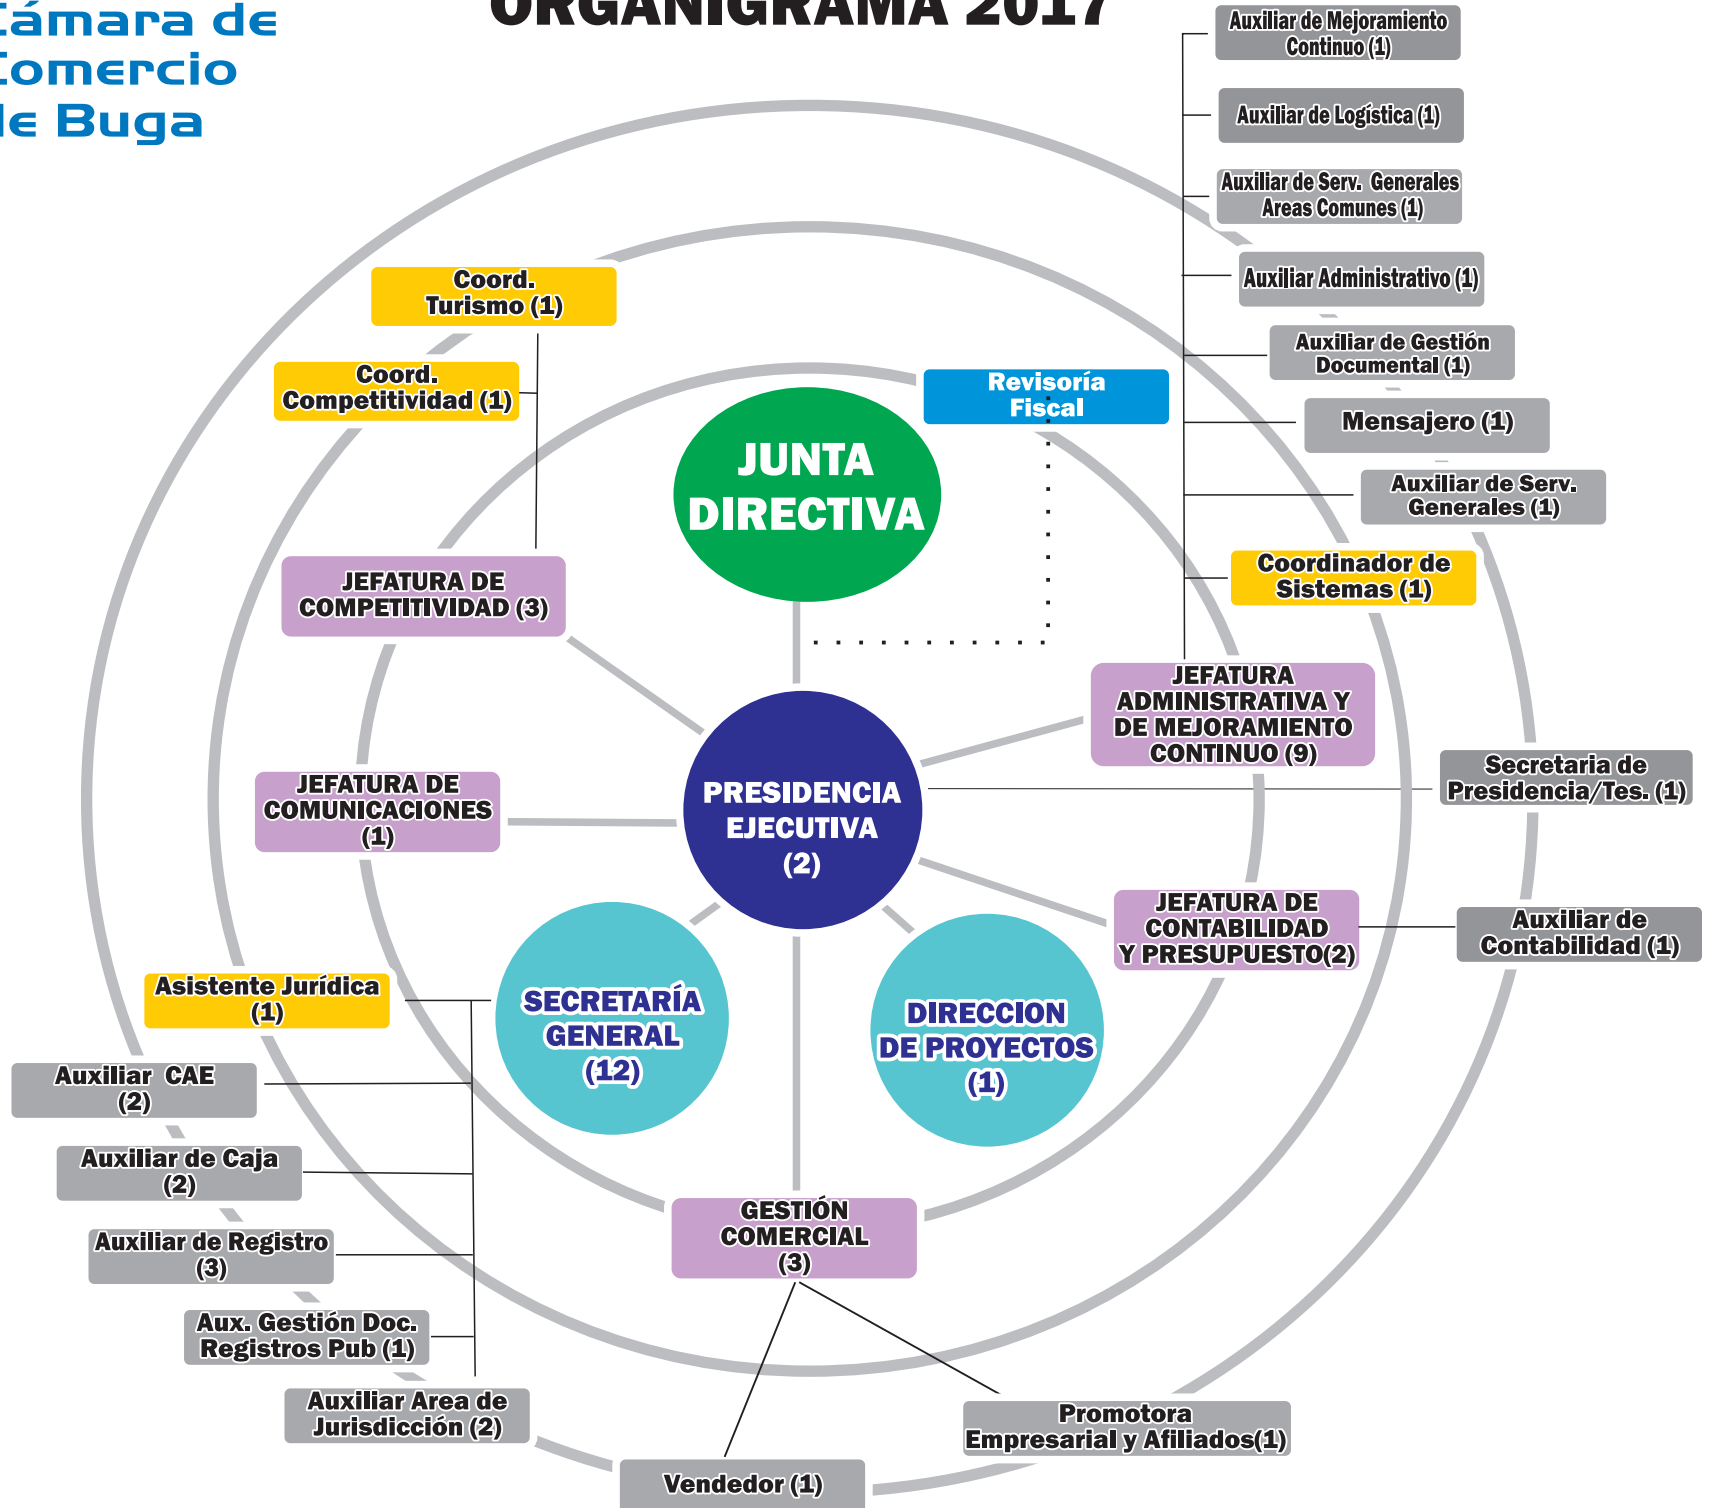 Cámara de
Comercio
de Buga
ORGANIGRAMA 2017
Auxiliar de Mejoramiento
Continuo (1)
Auxiliar de Logística (1)
Auxiliar de Serv. Generales
Areas Comunes (1)
Auxiliar Administrativo (1)
Auxiliar de Gestión
Documental (1)
Mensajero (1)
Auxiliar de Serv.
Generales (1)
Coordinador de
Sistemas (1)
Coord.
Turismo (1)
Coord.
Competitividad (1)
Revisoría
Fiscal
JUNTA
DIRECTIVA
JEFATURA DE
COMPETITIVIDAD (3)
JEFATURA
ADMINISTRATIVA Y
DE MEJORAMIENTO
CONTINUO (9)
Secretaria de
Presidencia/Tes. (1)
JEFATURA DE
COMUNICACIONES
(1)
PRESIDENCIA
EJECUTIVA
(2)
JEFATURA DE
CONTABILIDAD
Y PRESUPUESTO(2)
Auxiliar de
Contabilidad (1)
Asistente Jurídica
(1)
SECRETARÍA
GENERAL
(12)
DIRECCION
DE PROYECTOS
(1)
Auxiliar CAE
(2)
Auxiliar de Caja
(2)
Auxiliar de Registro
(3)
Aux. Gestión Doc.
Registros Pub (1)
Auxiliar Area de
Jurisdicción (2)
GESTIÓN
COMERCIAL
(3)
Promotora
Empresarial y Afiliados(1)
Vendedor (1)